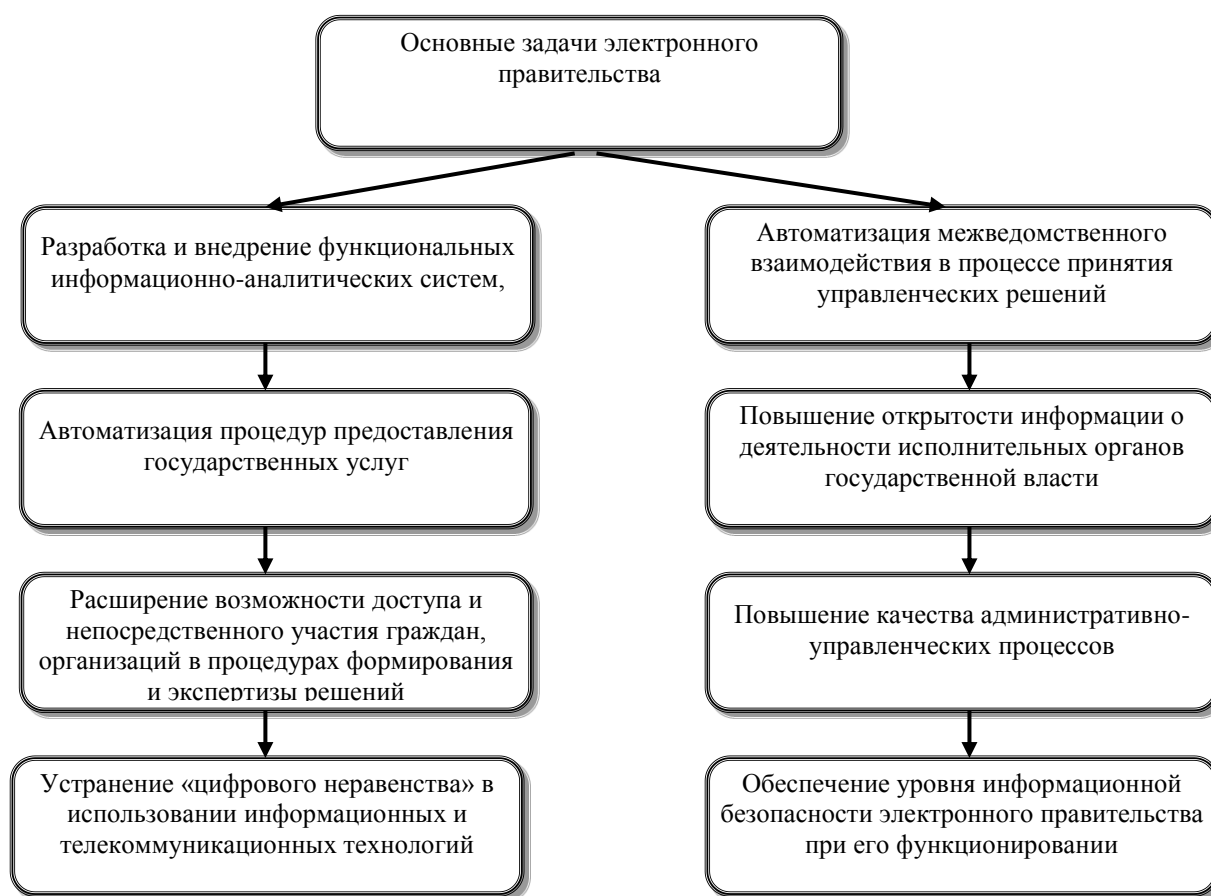 Основные задачи электронного
правительства
Разработка и внедрение функциональных
информационно-аналитических систем,
Автоматизация межведомственного
взаимодействия в процессе принятия
управленческих решений
Автоматизация процедур предоставления
государственных услуг
Повышение открытости информации о
деятельности исполнительных органов
государственной власти
Расширение возможности доступа и
непосредственного участия граждан,
организаций в процедурах формирования
и экспертизы решений
Повышение качества административно-
управленческих процессов
Устранение «цифрового неравенства» в
использовании информационных и
телекоммуникационных технологий
Обеспечение уровня информационной
безопасности электронного правительства
при его функционировании